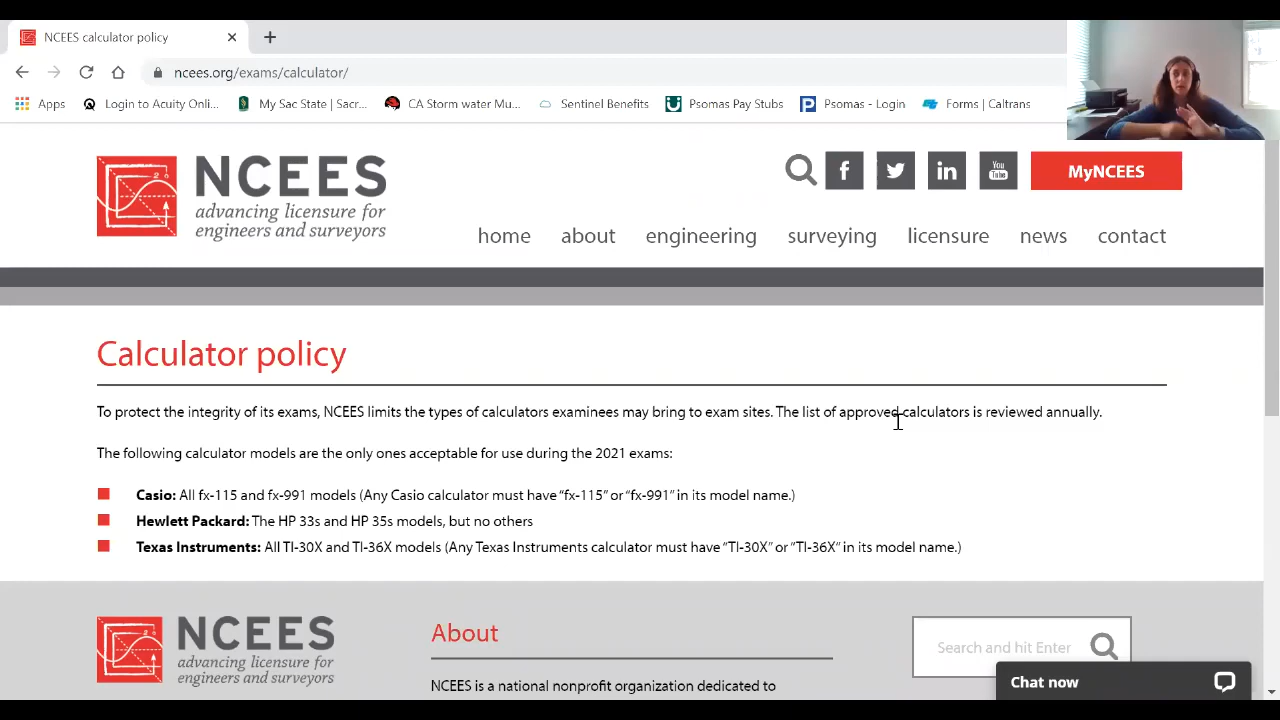 NCEES calculator policy
ncees.org/exams/calculator/
Apps Login to Acuity Onli... My Sac State | Sacr... CA Stormwater Mu... Sentinel Benefits Psomas Pay Stubs Psomas - Login Forms | Caltrans
NCEES
advancing licensure for
engineers and surveyors
You
Tube
MyNCEES
home about engineering surveying licensure news contact
Calculator policy
To protect the integrity of its exams, NCEES limits the types of calculators examinees may bring to exam sites. The list of approved calculators is reviewed annually.
The following calculator models are the only ones acceptable for use during the 2021 exams:
Casio: All fx-115 and fx-991 models (Any Casio calculator must have “fx-115” or “fx-991” in its model name.)
Hewlett Packard: The HP 33s and HP 35s models, but no others
Texas Instruments: All TI-30X and TI-36X models (Any Texas Instruments calculator must have “TI-30X” or “TI-36X” in its model name.)
NCEES
advancing licensure for
engineers and surveyors
About
NCEES is a national nonprofit organization dedicated to
Search and hit Enter
Chat now